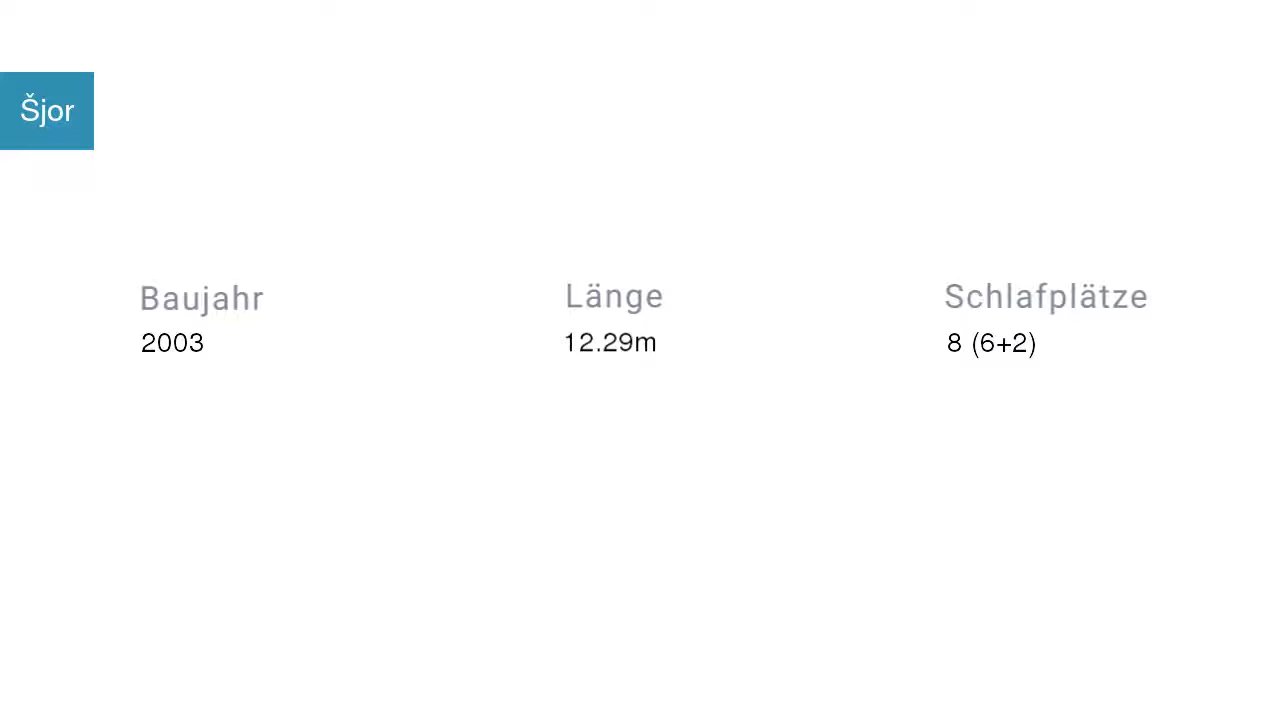 Šjor
Baujahr
2003
Länge
12.29m
Schlafplätze
8 (6+2)